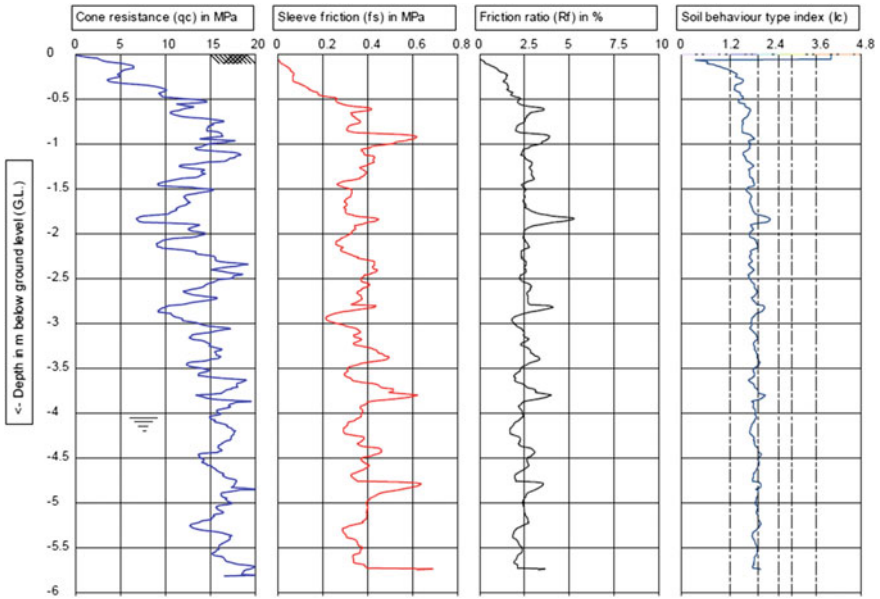 Cone resistance (qc) in MPa
Sleeve friction (fs) in MPa
Friction ratio (Rf) in %
Soil behaviour type index (Ic)
0 5 10 15 20
0 0.2 0.4 0.6 0.8
0 2.5 5 7.5 10
0 1.2 2.4 3.6 4.8
0
-0.5
-1
-1.5
-2
-2.5
-3
-3.5
-4
-4.5
-5
-5.5
-6
<- Depth in m below ground level (G.L.)